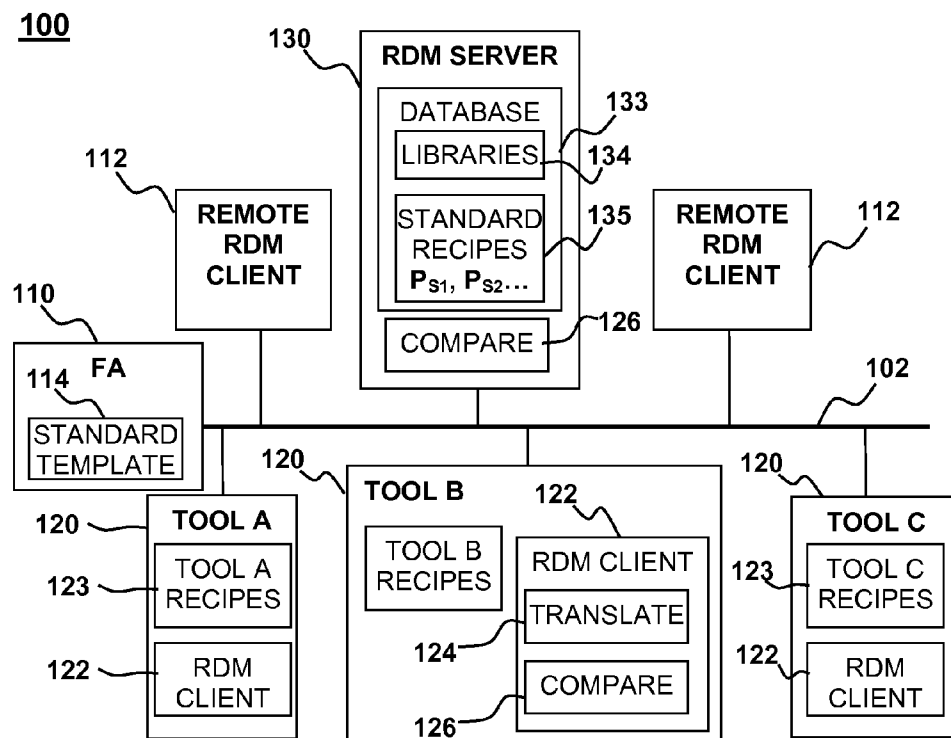 100
130
RDM SERVER
DATABASE
133
LIBRARIES
134
STANDARD
RECIPES
PS1, PS2...
135
COMPARE
126
112
REMOTE
RDM
CLIENT
REMOTE
RDM
CLIENT
112
110
FA
114
STANDARD
TEMPLATE
102
120
TOOL A
123
TOOL A
RECIPES
122
RDM
CLIENT
120
TOOL B
TOOL B
RECIPES
122
RDM CLIENT
TRANSLATE
124
COMPARE
126
120
TOOL C
123
TOOL C
RECIPES
122
RDM
CLIENT